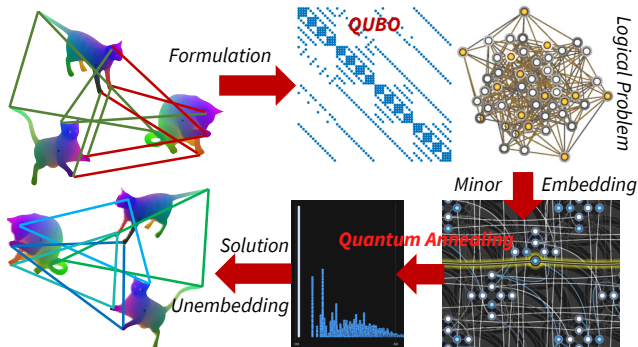 Formulation
QUBO
Logical Problem
Minor Embedding
Quantum Annealing
Solution
Unembedding